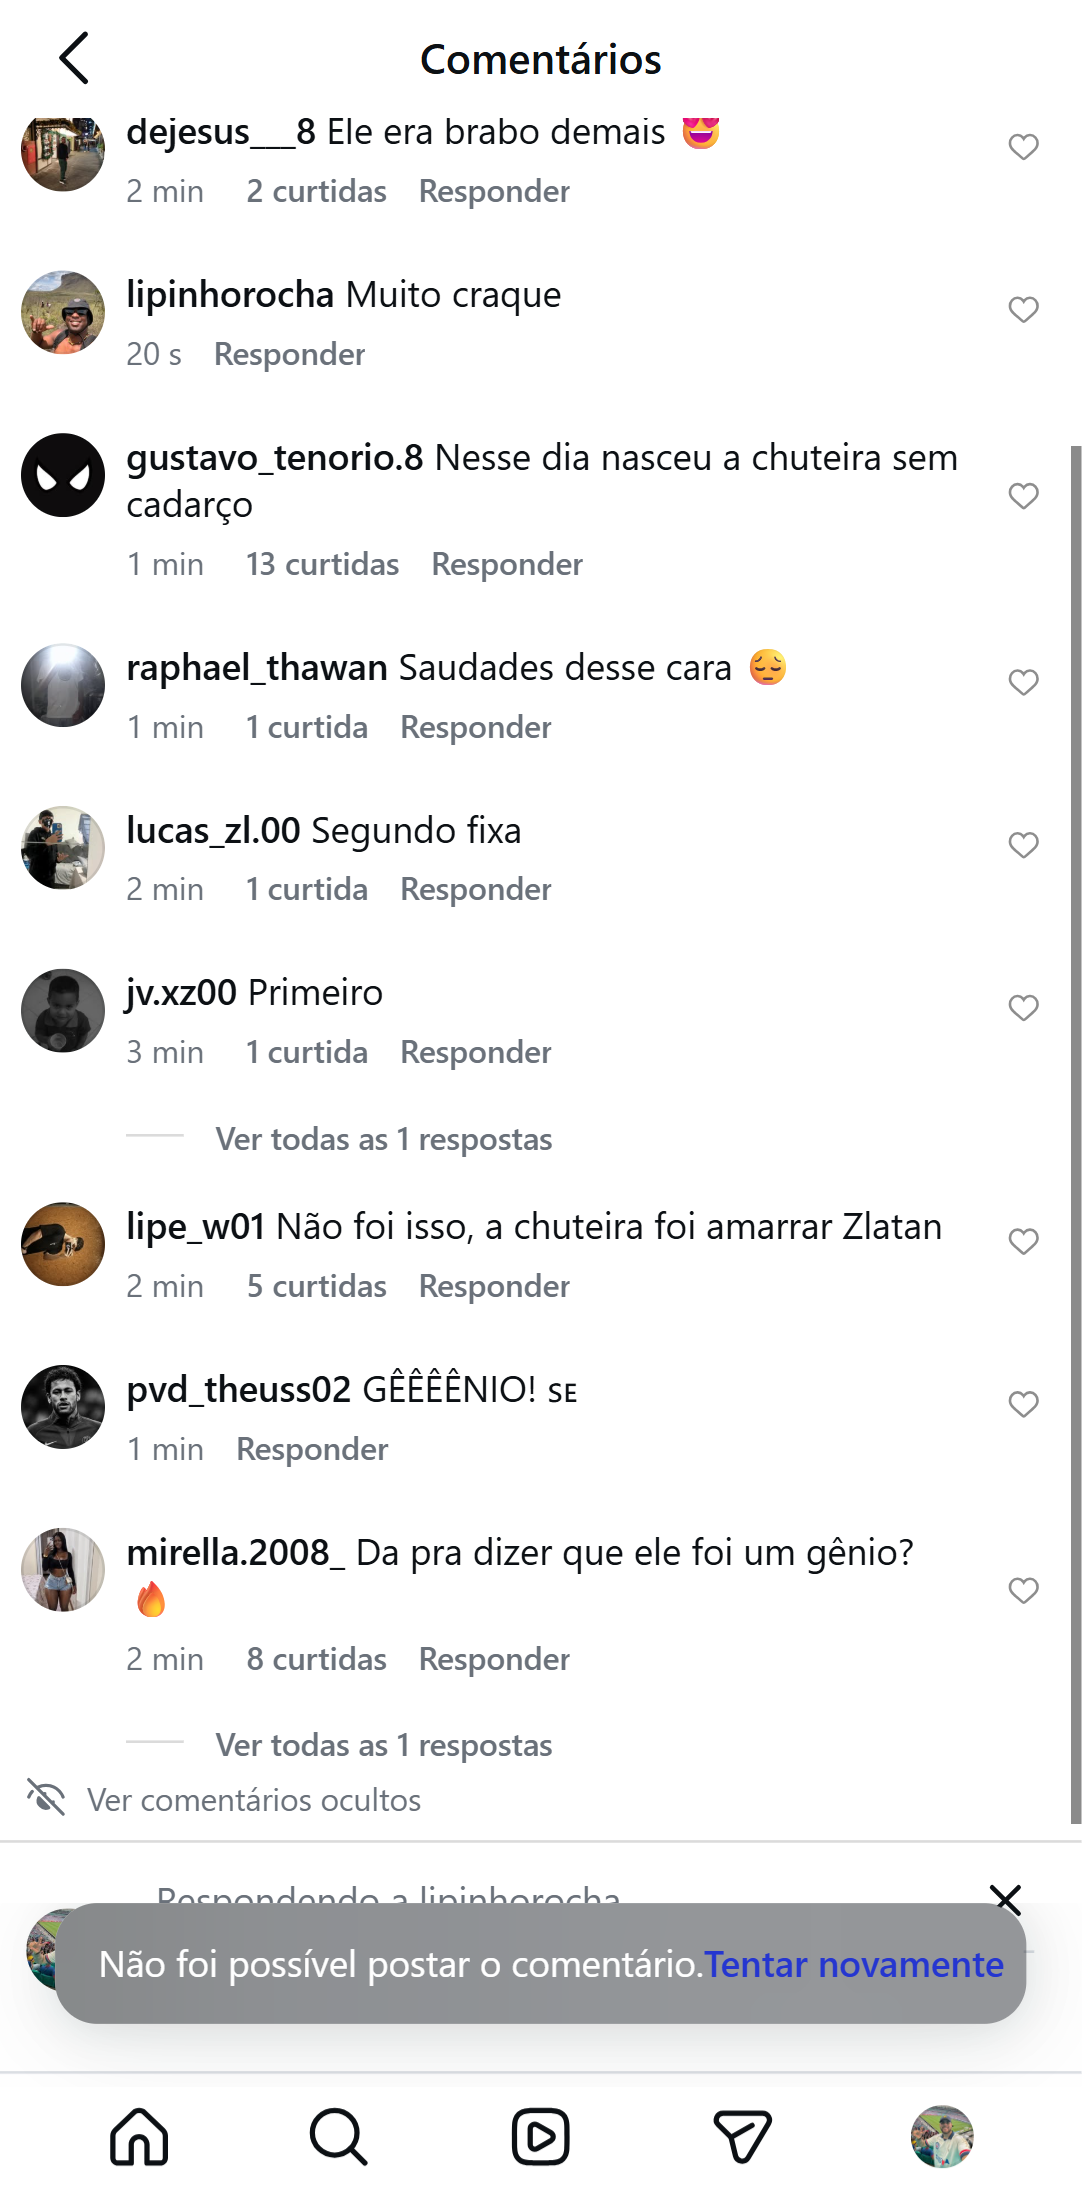 Comentários
dejesus___8 Ele era brabo demais 😍
2 min 2 curtidas Responder
lipinhorocha Muito craque
20 s Responder
gustavo_tenorio.8 Nesse dia nasceu a chuteira sem
cadarço
1 min 13 curtidas Responder
raphael_thawan Saudades desse cara 😔
1 min 1 curtida Responder
lucas_zl.00 Segundo fixa
2 min 1 curtida Responder
jv.xz00 Primeiro
3 min 1 curtida Responder
Ver todas as 1 respostas
lipe_w01 Não foi isso, a chuteira foi amarrar Zlatan
2 min 5 curtidas Responder
pvd_theuss02 GÊÊÊÊNIO! sᴇ
1 min Responder
mirella.2008_ Da pra dizer que ele foi um gênio?
🔥
2 min 8 curtidas Responder
Ver todas as 1 respostas
Ver comentários ocultos
Respondendo a lipinhorocha
Não foi possível postar o comentário.Tentar novamente